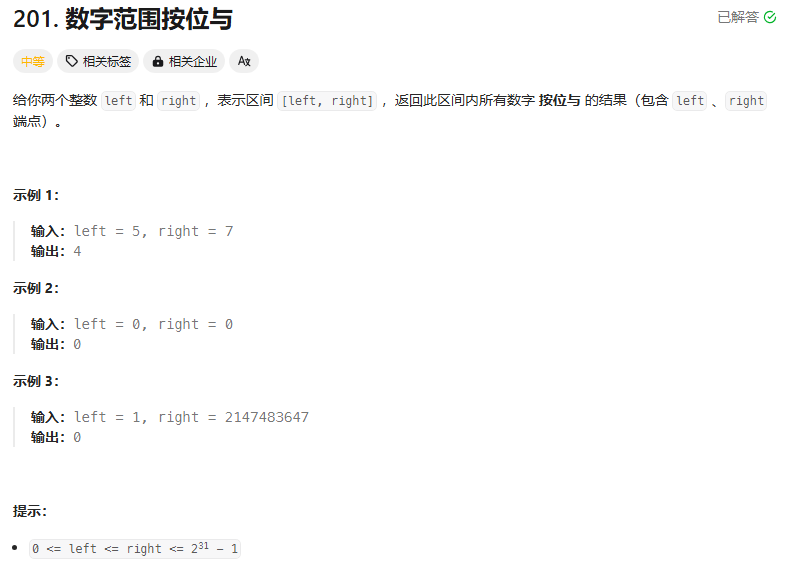 201. 数字范围按位与
已解答
中等 相关标签 相关企业 Ax
给你两个整数 left 和 right ，表示区间 [left, right] ，返回此区间内所有数字 按位与 的结果（包含 left 、right
端点）。
示例 1：
输入：left = 5, right = 7
输出：4
示例 2：
输入：left = 0, right = 0
输出：0
示例 3：
输入：left = 1, right = 2147483647
输出：0
提示：
0 <= left <= right <= 2³¹ - 1